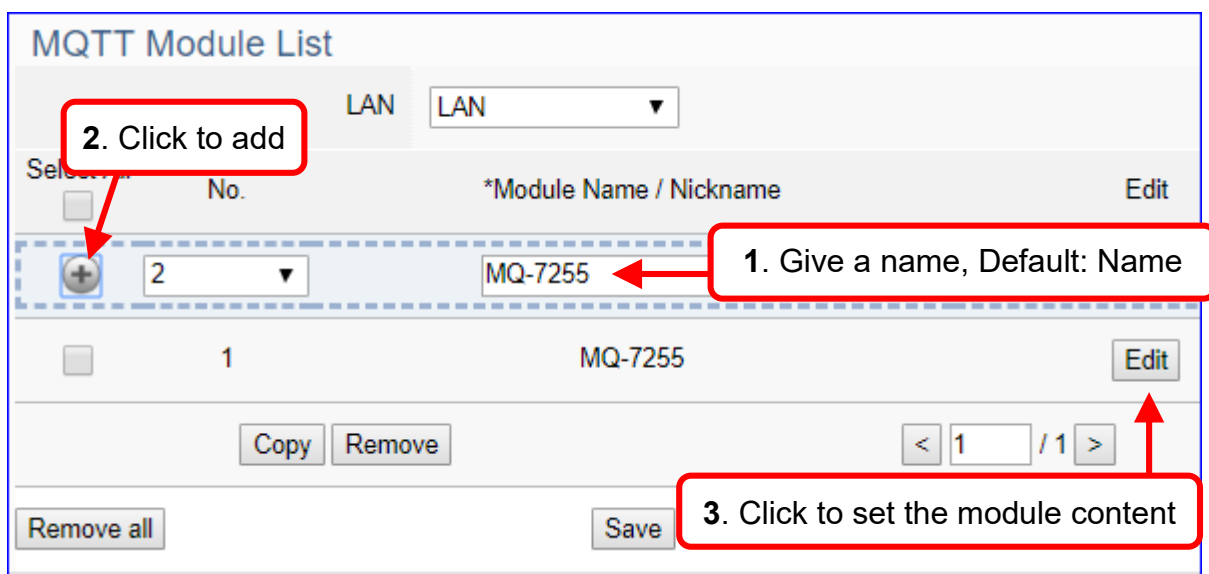 MQTT Module List
LAN LAN
2. Click to add
No. *Module Name / Nickname Edit
2 MQ-7255
1. Give a name, Default: Name
1 MQ-7255 Edit
Copy Remove < 1 / 1 >
3. Click to set the module content
Remove all Save